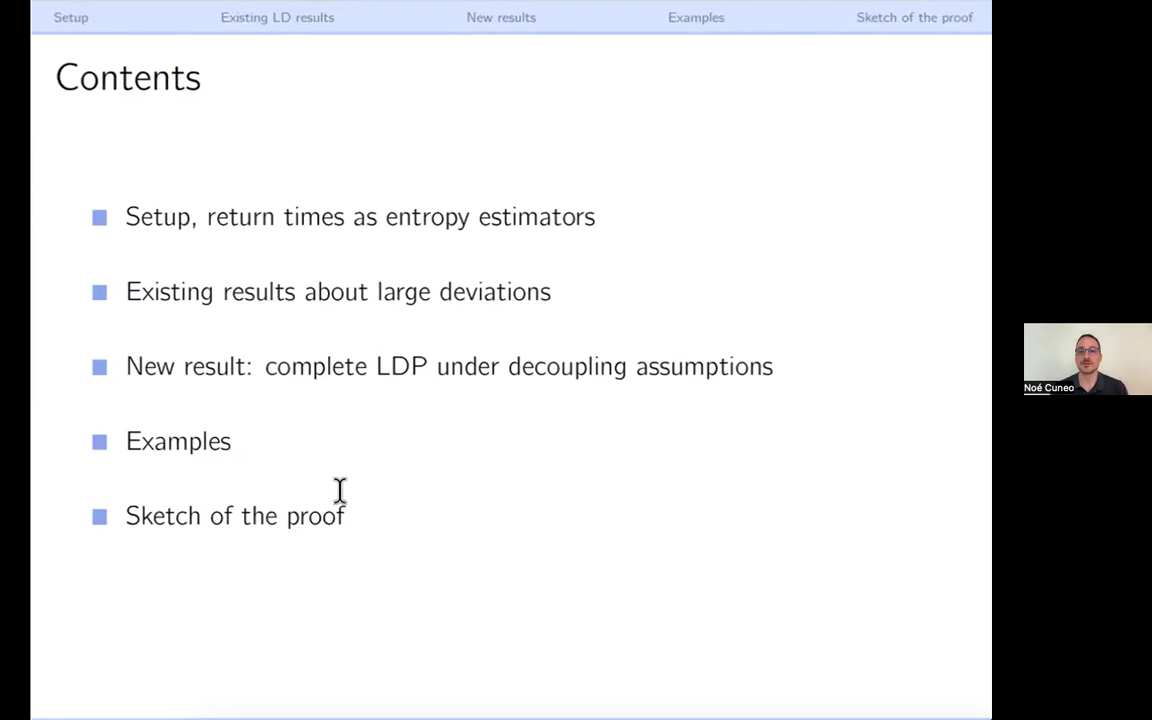 Setup Existing LD results New results Examples Sketch of the proof
Contents
Setup, return times as entropy estimators
Existing results about large deviations
New result: complete LDP under decoupling assumptions
Examples
Sketch of the proof
Noé Cuneo